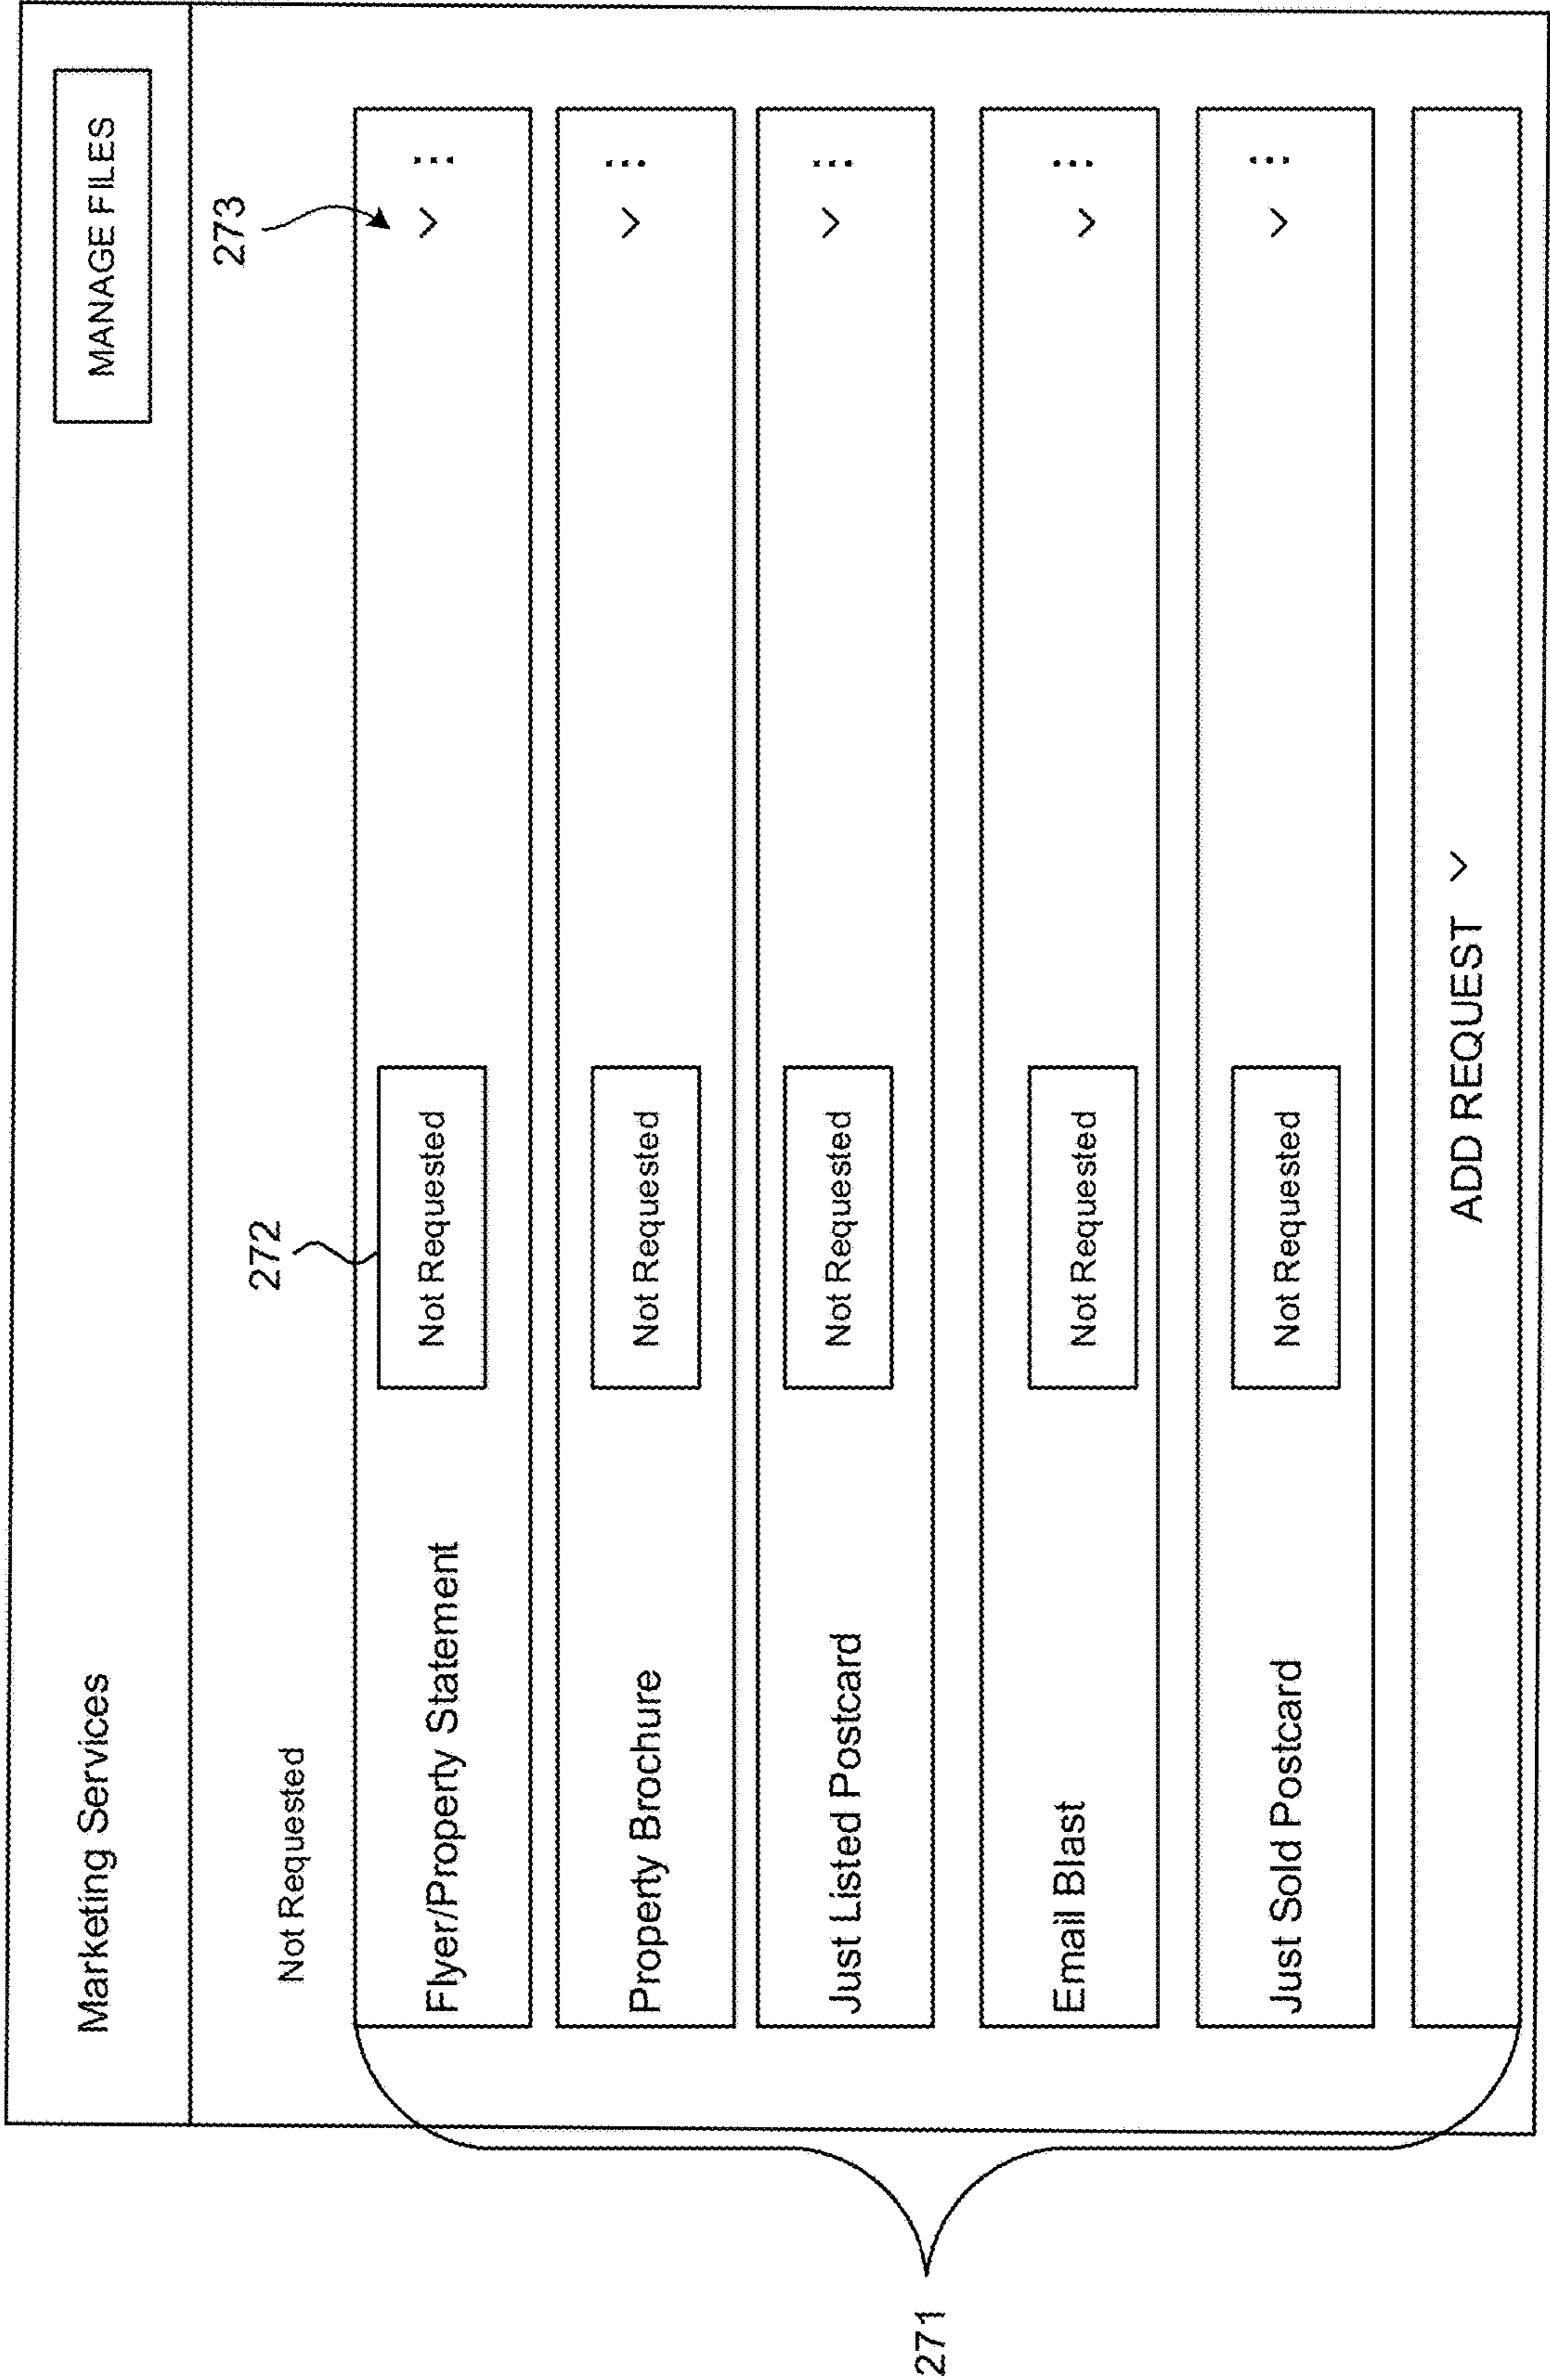 Marketing Services
MANAGE FILES
Not Requested
272
273
Flyer/Property Statement
Not Requested
Property Brochure
Not Requested
Just Listed Postcard
Not Requested
Email Blast
Not Requested
Just Sold Postcard
Not Requested
ADD REQUEST
271